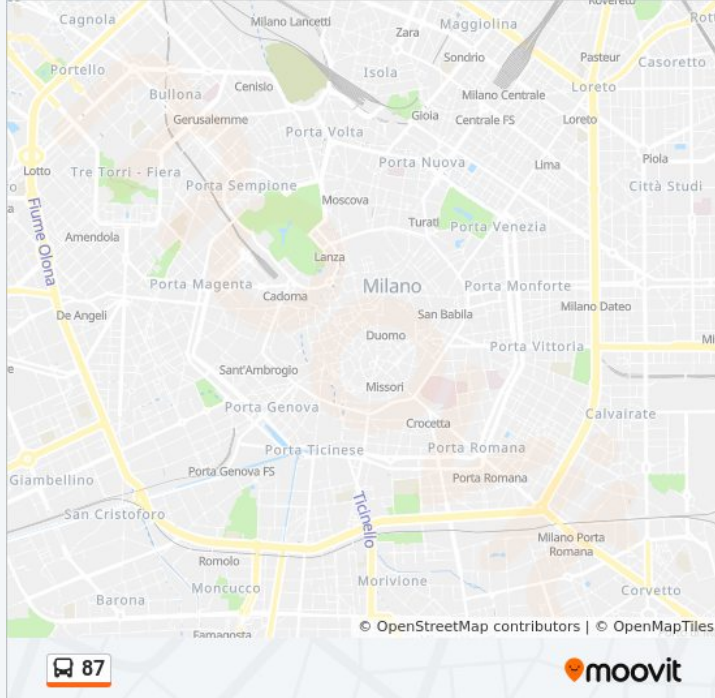 Rovereto
Cagnola
Milano Lancetti
Zara
Maggiolina
Portello
Sondrio
Pasteur
Casoretto
Isola
Bullona
Cenisio
Milano Centrale
Loreto
Gerusalemme
Gioia
Centrale FS
Loreto
Porta Volta
Lotto
Tre Torri - Fiera
Porta Nuova
Lima
Piola
Porta Sempione
Città Studi
Moscova
Fiume Olona
Turati
Porta Venezia
Amendola
Lanza
Porta Magenta
Milano
Porta Monforte
Cadorna
De Angeli
San Babila
Milano Dateo
Duomo
Porta Vittoria
Sant'Ambrogio
Missori
Porta Genova
Crocetta
Calvairate
Porta Ticinese
Porta Romana
Giambellino
Porta Genova FS
Porta Romana
San Cristoforo
Ticinello
Milano Porta
Romana
Romolo
Moncucco
Morivione
Corvetto
Barona
Famagosta
© OpenStreetMap contributors | © OpenMapTiles
87
moovit